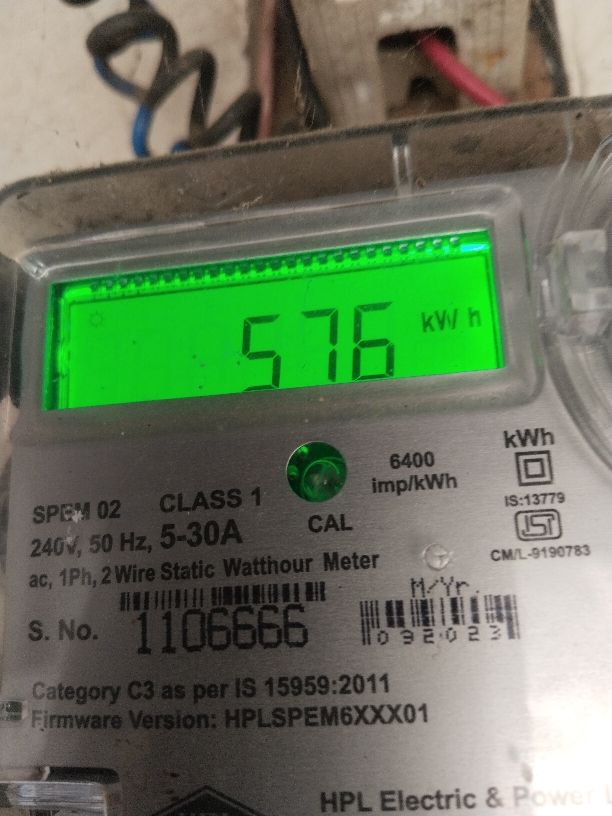 576 kWh
6400
imp/kWh
kWh
IS:13779
ISI
CM/L-9190783
SPEM 02 CLASS 1
CAL
240V, 50 Hz, 5-30A
ac, 1Ph, 2 Wire Static Watthour Meter
M/Yr.
S. No. 1106666
092023
Category C3 as per IS 15959:2011
Firmware Version: HPLSPEM6XXX01
HPL Electric & Power